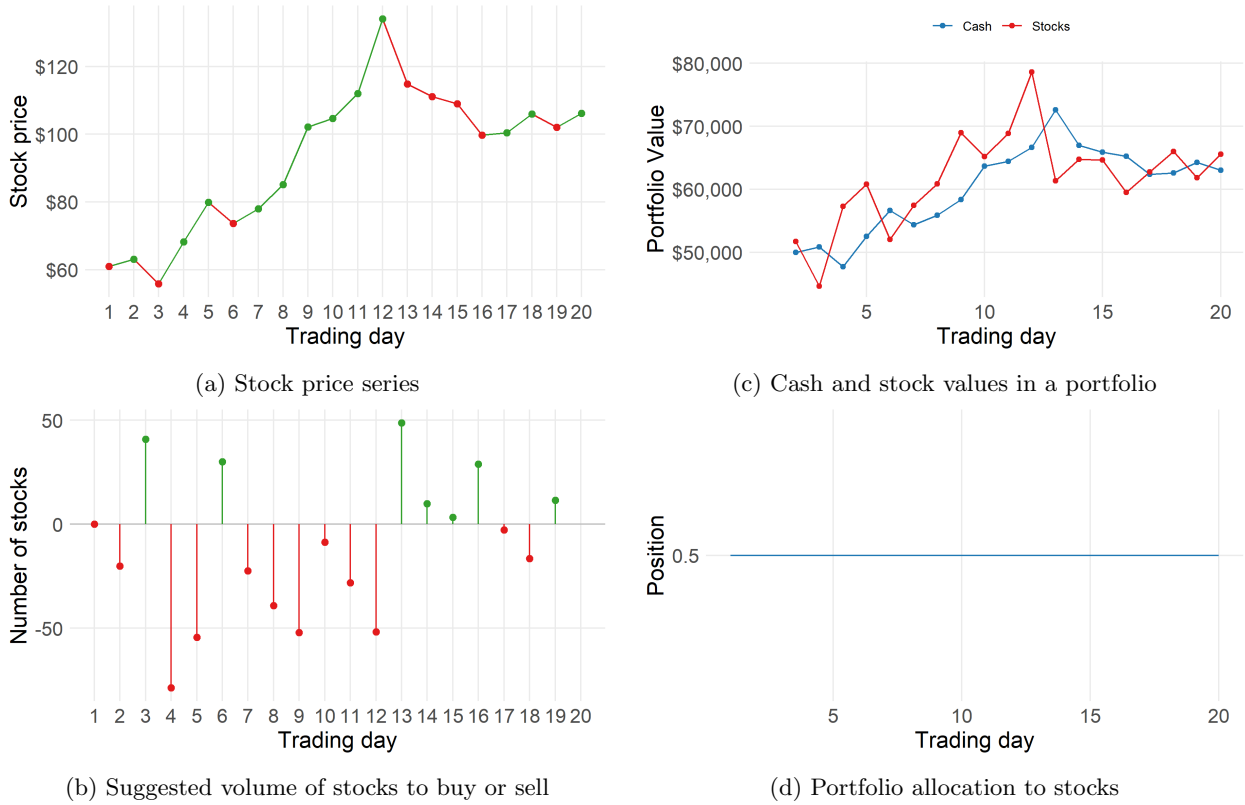 Stock price
$120
$100
$80
$60
1 2 3 4 5 6 7 8 9 10 11 12 13 14 15 16 17 18 19 20
Trading day
(a) Stock price series
Cash Stocks
Portfolio Value
$80,000
$70,000
$60,000
$50,000
5 10 15 20
Trading day
(c) Cash and stock values in a portfolio
Number of stocks
50
0
-50
1 2 3 4 5 6 7 8 9 10 11 12 13 14 15 16 17 18 19 20
Trading day
(b) Suggested volume of stocks to buy or sell
Position
0.5
5 10 15 20
Trading day
(d) Portfolio allocation to stocks